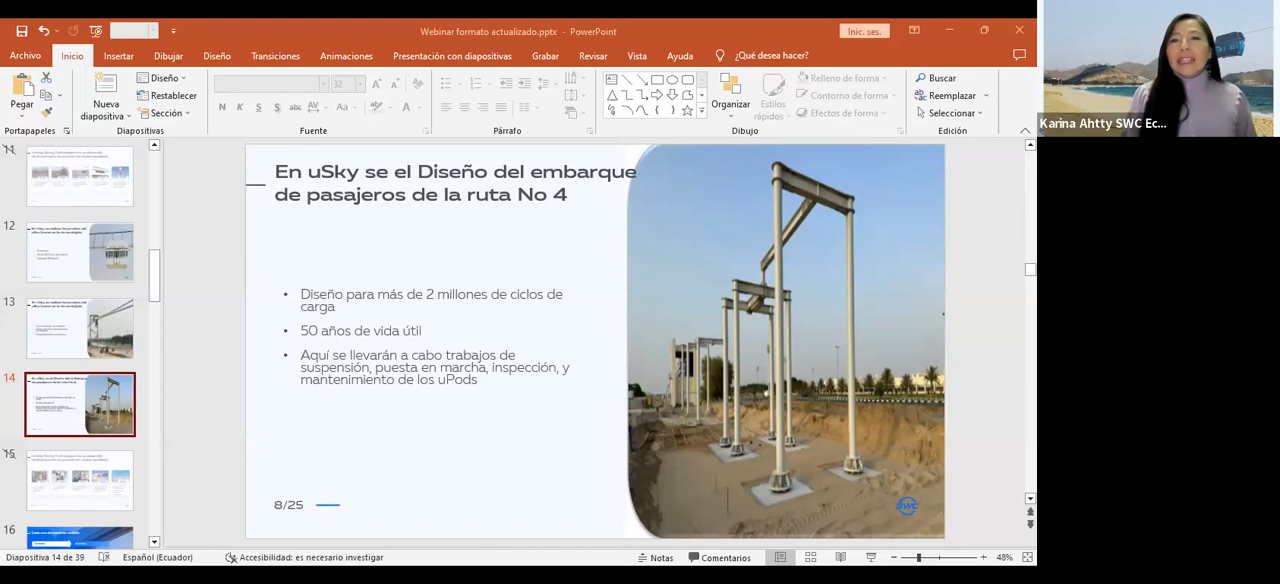 Webinar formato actualizado.pptx - PowerPoint
Inic. ses.
Archivo Inicio Insertar Dibujar Diseño Transiciones Animaciones Presentación con diapositivas Grabar Revisar Vista Ayuda ¿Qué desea hacer?
Pegar
Nueva
diapositiva
Diseño
Restablecer
Sección
32
N K S S abc AV Aa A
Organizar
Estilos
rápidos
Relleno de forma
Contorno de forma
Efectos de forma
Buscar
Reemplazar
Seleccionar
Portapapeles Diapositivas Fuente Párrafo Dibujo Edición
Karina Ahtty SWC Ec...
11
12
13
14
15
16
En uSky se el Diseño del embarque
de pasajeros de la ruta No 4
• Diseño para más de 2 millones de ciclos de
carga
• 50 años de vida útil
• Aquí se llevarán a cabo trabajos de
suspensión, puesta en marcha, inspección, y
mantenimiento de los uPods
8/25
SWC
Diapositiva 14 de 39 Español (Ecuador) Accesibilidad: es necesario investigar Notas Comentarios 48%